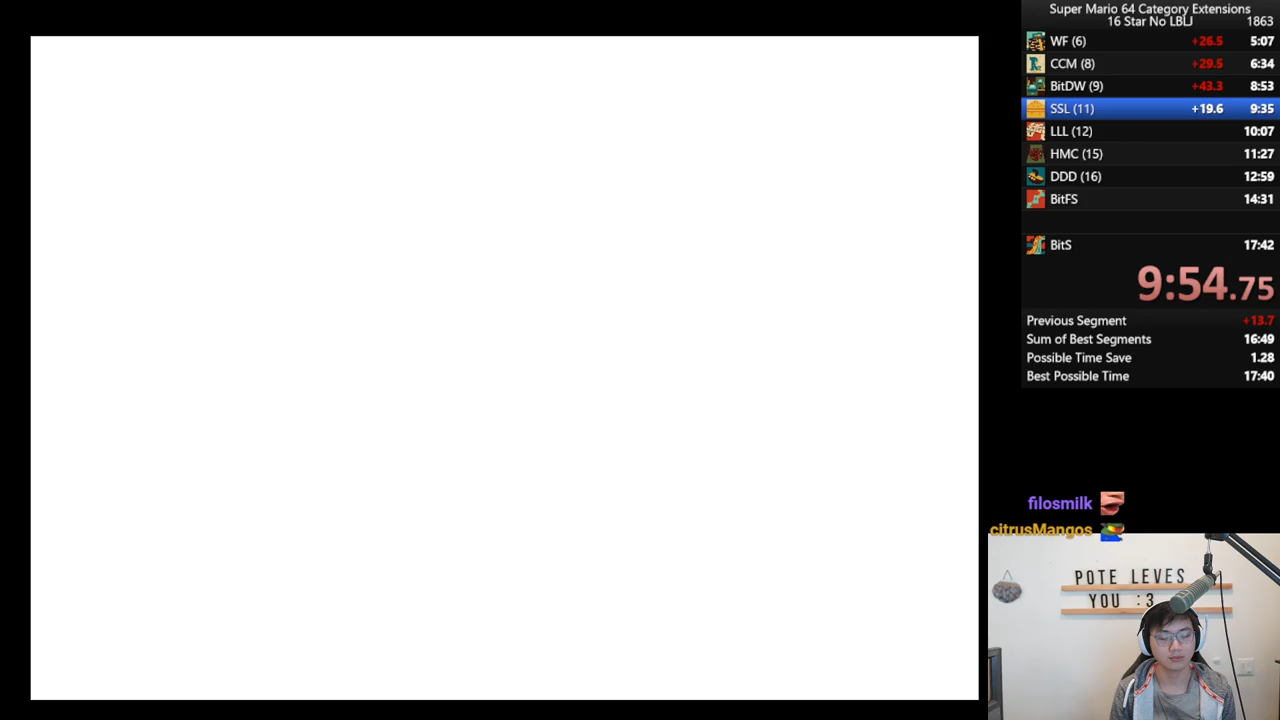 Super Mario 64 Category Extensions
16 Star No LBLJ 1863
WF (6) +26.5 5:07
CCM (8) +29.5 6:34
BitDW (9) +43.3 8:53
SSL (11) +19.6 9:35
LLL (12) 10:07
HMC (15) 11:27
DDD (16) 12:59
BitFS 14:31
BitS 17:42
9:54.75
Previous Segment +13.7
Sum of Best Segments 16:49
Possible Time Save 1.28
Best Possible Time 17:40
filosmilk
citrusMangos
POTE LEVES
YOU :3